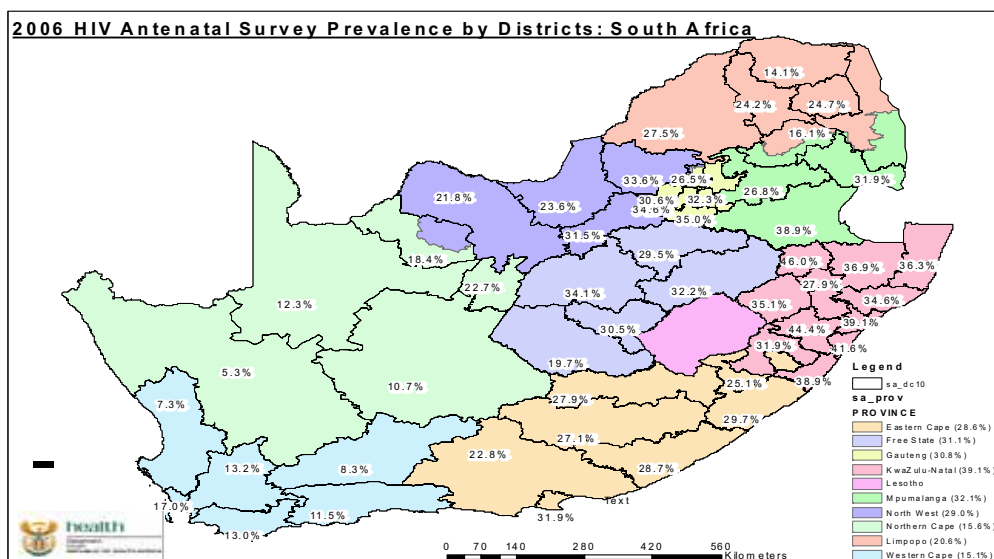 2006 HIV Antenatal Survey Prevalence by Districts: South Africa
14.1%
24.2%
24.7%
27.5%
16.1%
33.6%
26.5%
31.9%
21.8%
23.6%
30.6%
32.3%
26.8%
34.6%
35.0%
31.5%
38.9%
29.5%
46.0%
36.9%
36.3%
18.4%
22.7%
27.9%
12.3%
34.1%
32.2%
35.1%
34.6%
30.5%
44.4%
39.1%
31.9%
41.6%
19.7%
5.3%
10.7%
25.1%
38.9%
7.3%
27.9%
29.7%
27.1%
13.2%
8.3%
22.8%
28.7%
17.0%
11.5%
Text
31.9%
13.0%
Legend
sa_dc10
sa_prov
PROVINCE
Eastern Cape (28.6%)
Free State (31.1%)
Gauteng (30.8%)
KwaZulu-Natal (39.1%)
Lesotho
Mpumalanga (32.1%)
North West (29.0%)
Northern Cape (15.6%)
Limpopo (20.6%)
Western Cape (15.1%)
health
0 70 140 280 420 560
Kilometers